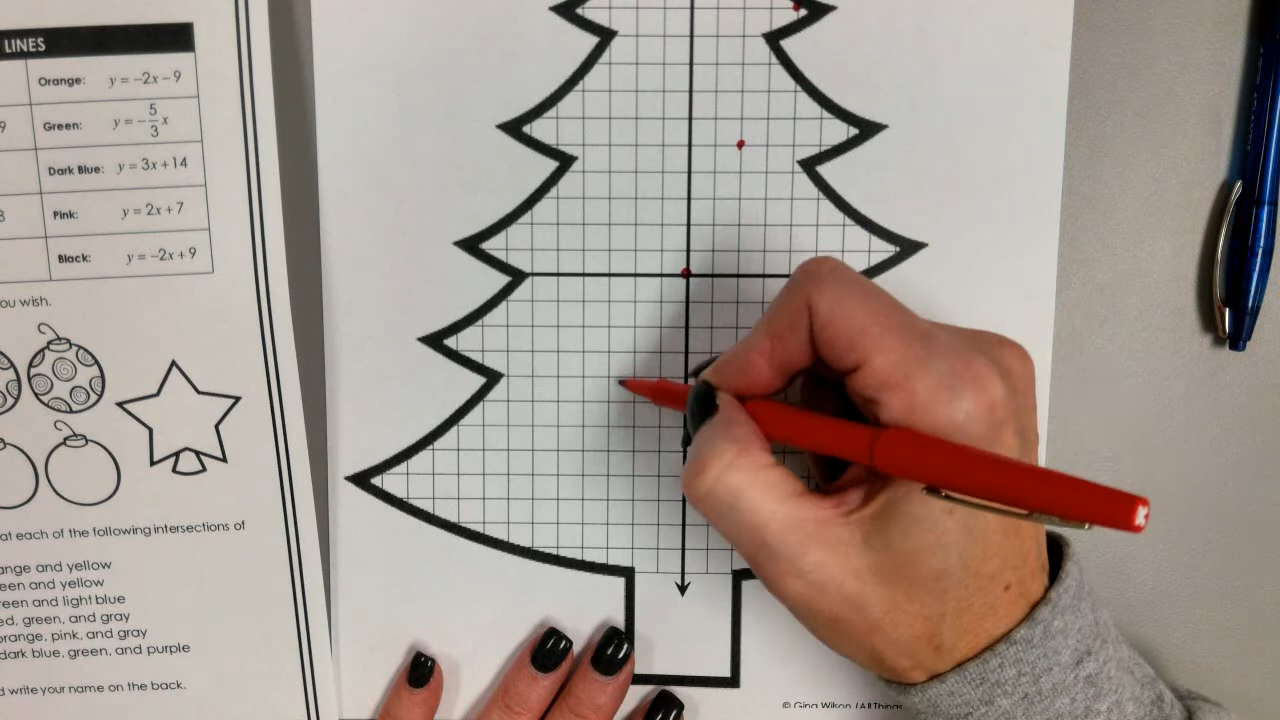 LINES
Orange: y = -2x - 9
9 Green: y = -5/3 x
Dark Blue: y = 3x + 14
Pink: y = 2x + 7
Black: y = -2x + 9
ou wish.
at each of the following intersections of
ange and yellow
een and yellow
reen and light blue
ed, green, and gray
orange, pink, and gray
dark blue, green, and purple
d write your name on the back.
© Gina Wilson (All Things